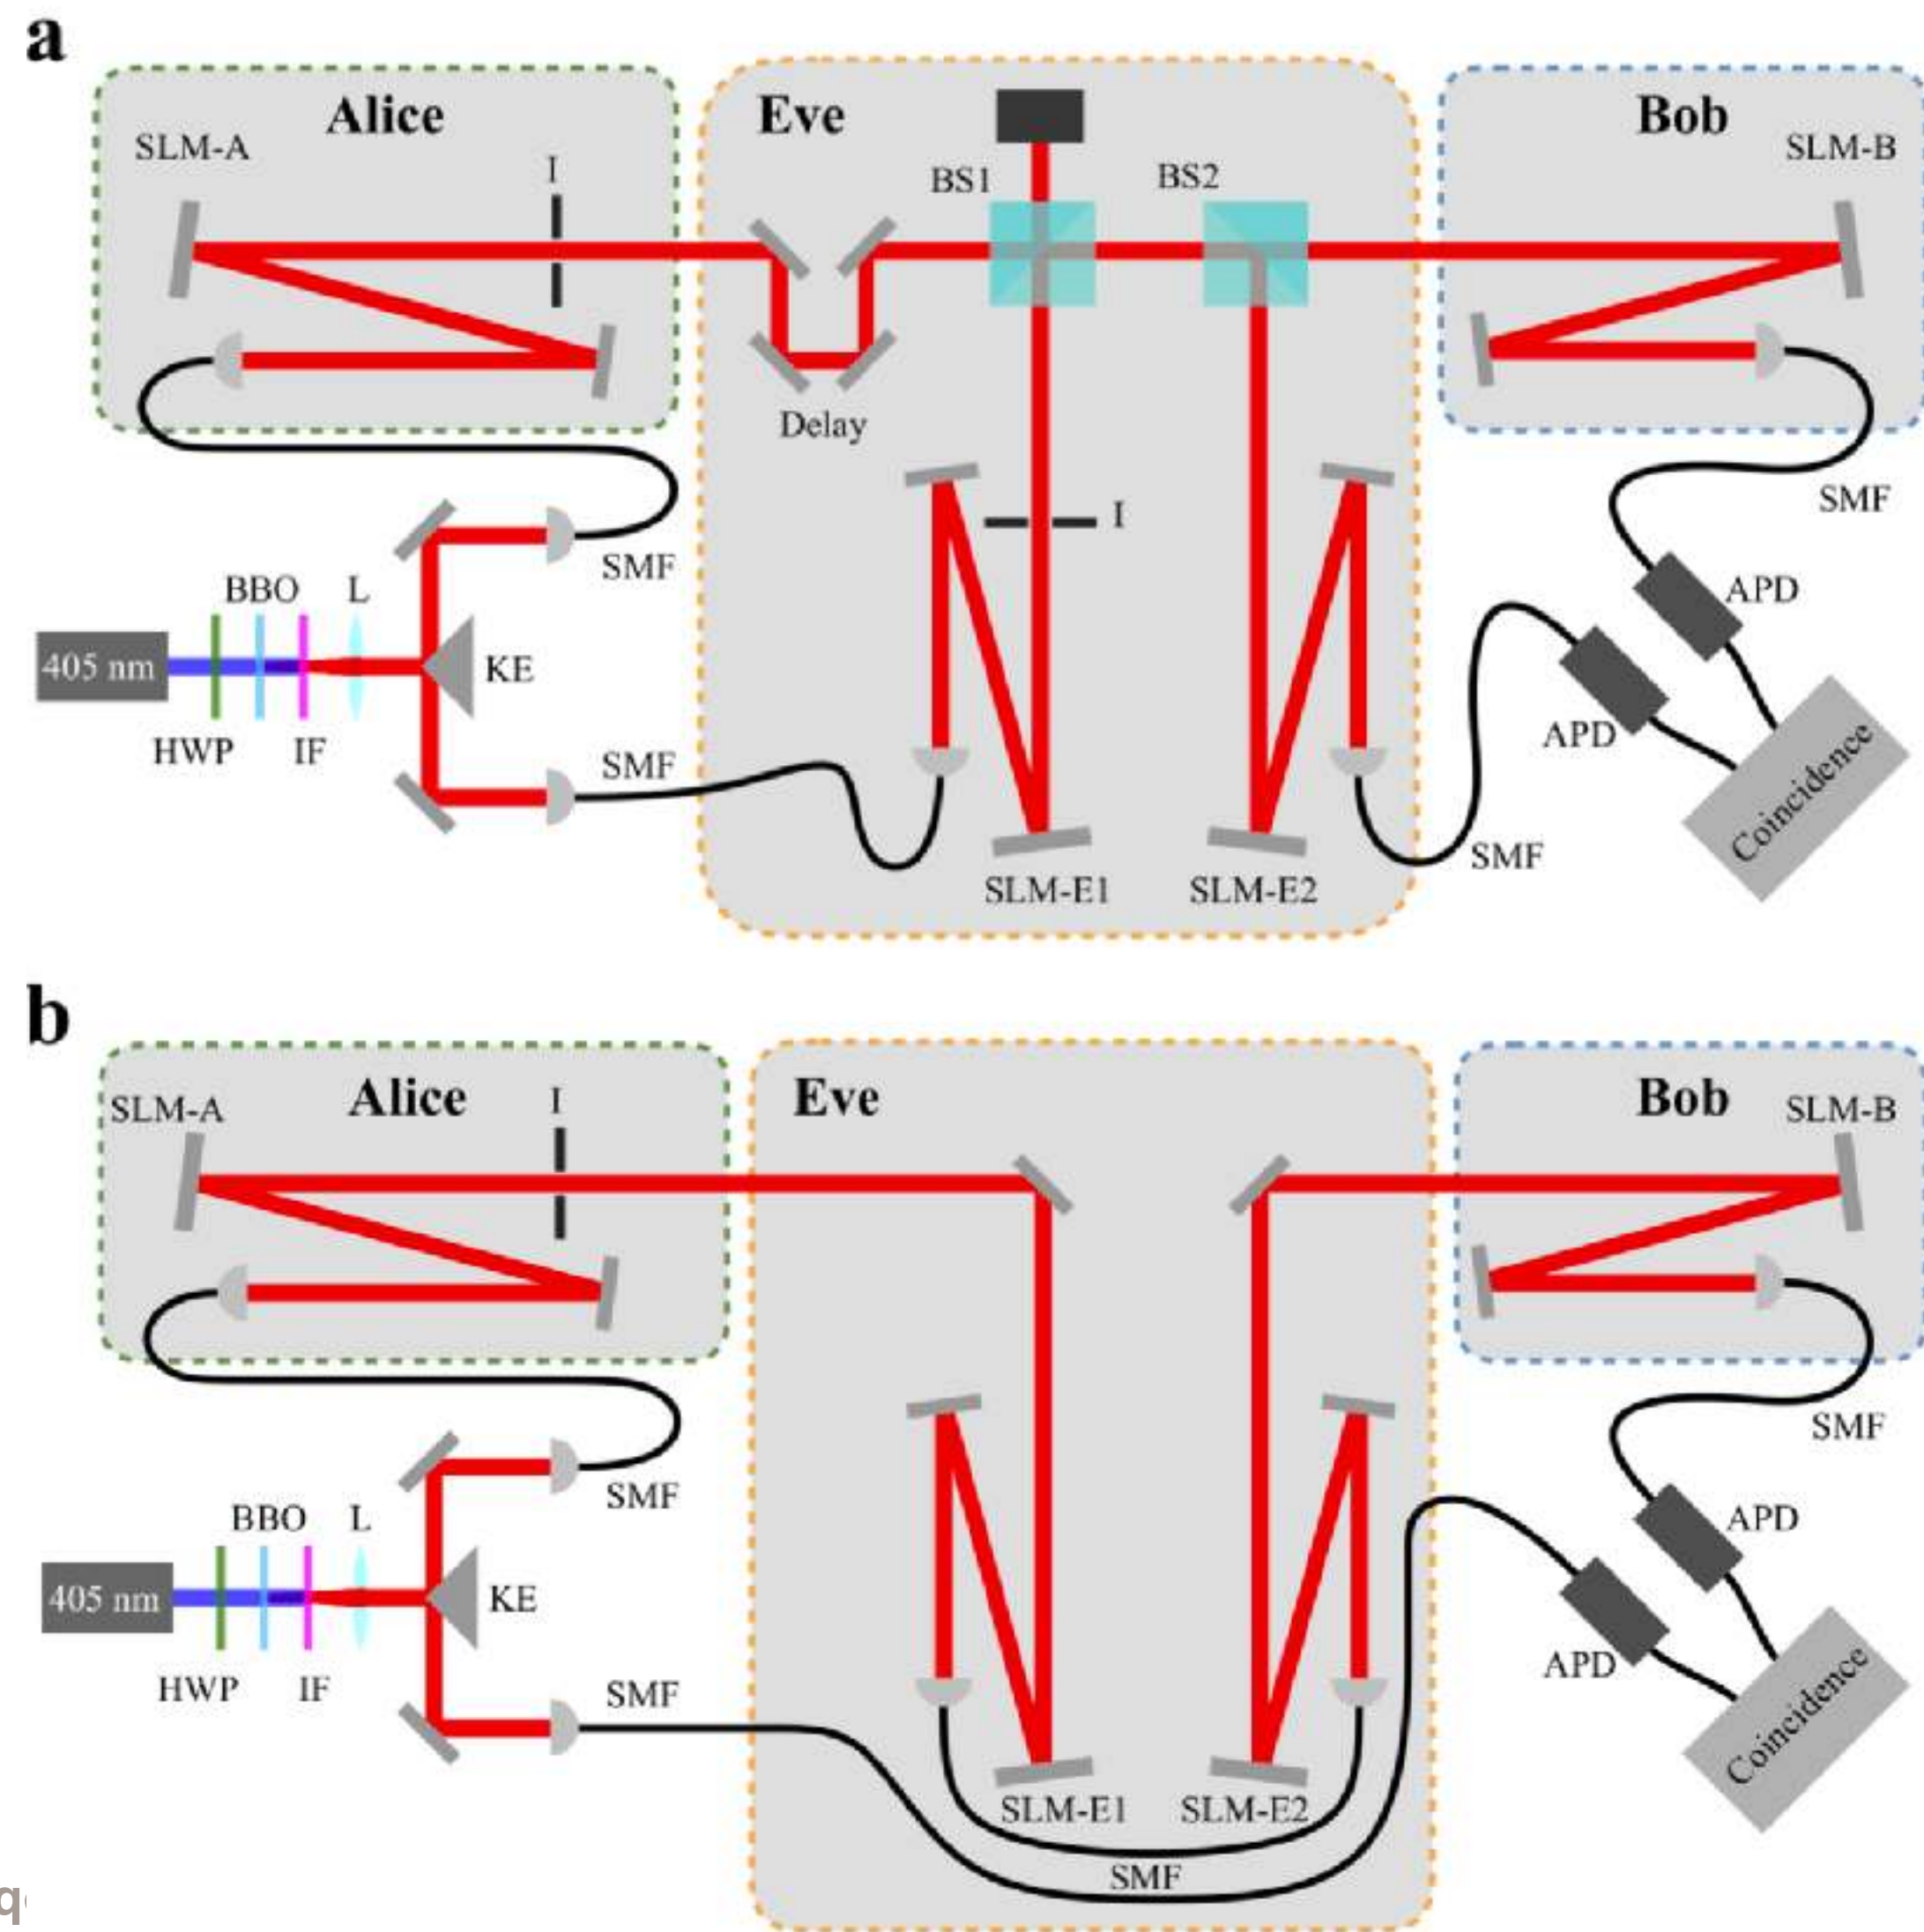 a
Alice
Eve
Bob
SLM-A
I
BS1
BS2
SLM-B
Delay
I
SMF
SMF
BBO
L
APD
405 nm
KE
APD
HWP
IF
SMF
Coincidence
SMF
SLM-E1
SLM-E2
b
Alice
Eve
Bob
SLM-A
I
SLM-B
SMF
SMF
BBO
L
APD
405 nm
KE
APD
HWP
IF
SMF
Coincidence
SLM-E1
SLM-E2
SMF